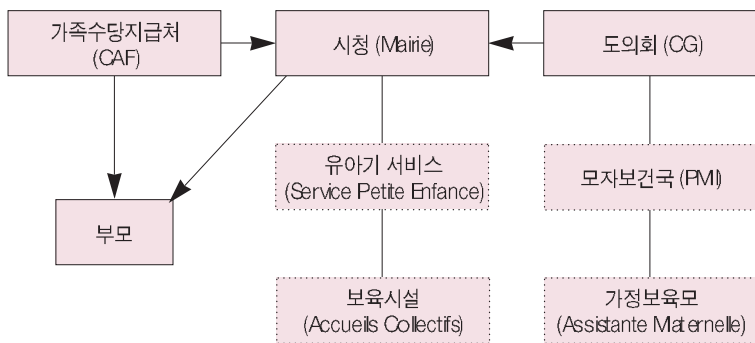 가족수당지급처
(CAF)
시청 (Mairie)
도의회 (CG)
유아기 서비스
(Service Petite Enfance)
모자보건국 (PMI)
부모
보육시설
(Accueils Collectifs)
가정보육모
(Assistante Maternelle)